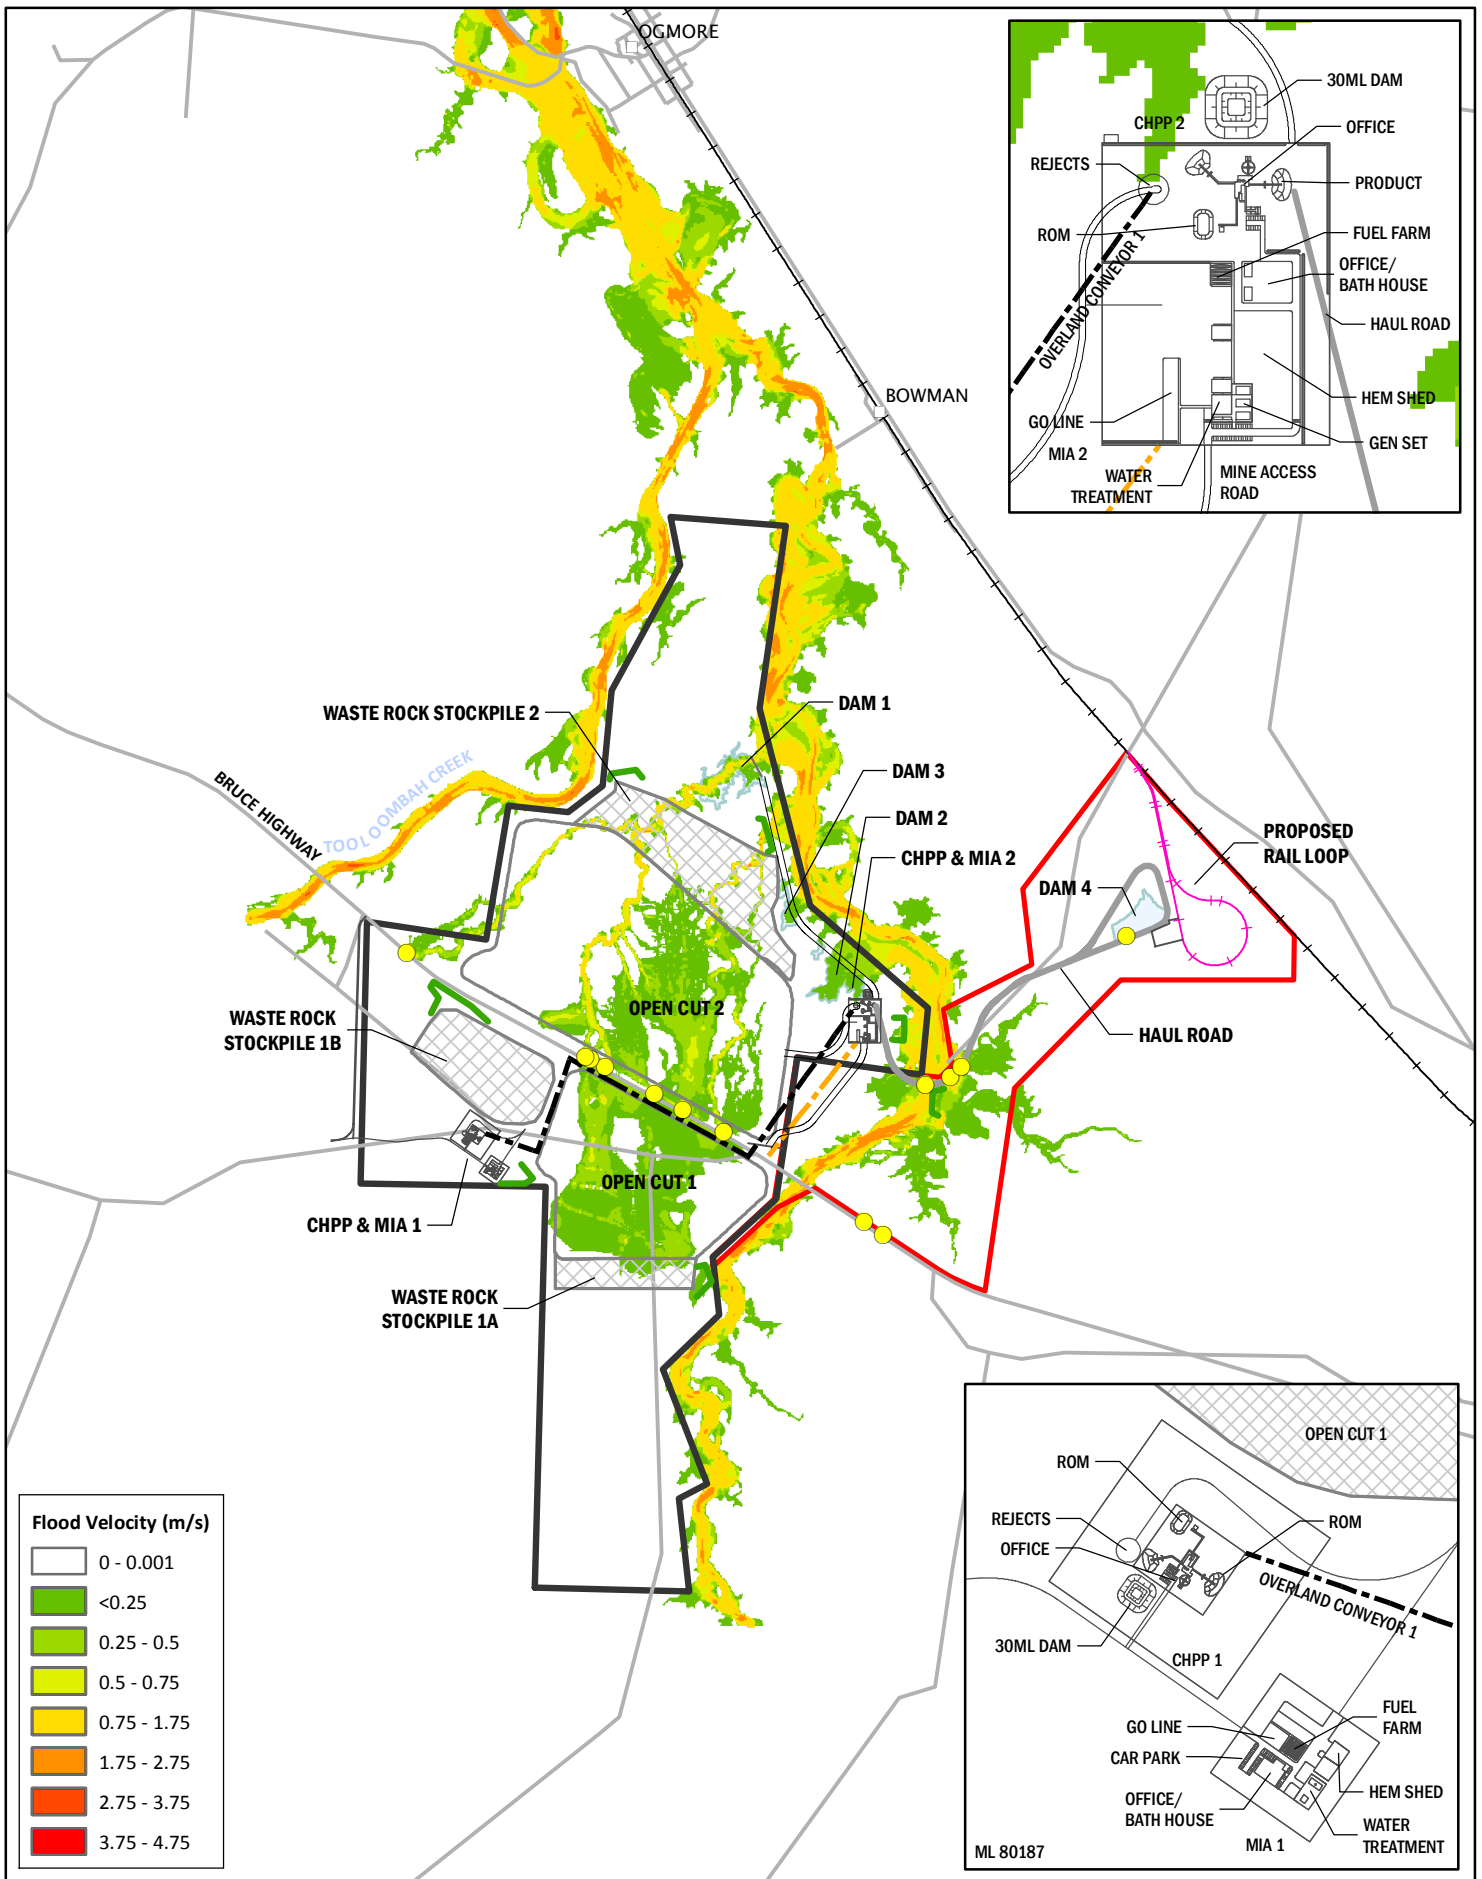 OGMORE
BOWMAN
WASTE ROCK STOCKPILE 2
DAM 1
DAM 3
DAM 2
CHPP & MIA 2
TOOLOOMBAH CREEK
BRUCE HIGHWAY
PROPOSED
RAIL LOOP
DAM 4
HAUL ROAD
WASTE ROCK
STOCKPILE 1B
OPEN CUT 2
OPEN CUT 1
CHPP & MIA 1
WASTE ROCK
STOCKPILE 1A
30ML DAM
CHPP 2
OFFICE
REJECTS
PRODUCT
ROM
FUEL FARM
OFFICE/
BATH HOUSE
OVERLAND CONVEYOR 1
HAUL ROAD
HEM SHED
GO LINE
GEN SET
MIA 2
WATER
TREATMENT
MINE ACCESS
ROAD
OPEN CUT 1
ROM
REJECTS
ROM
OFFICE
OVERLAND CONVEYOR 1
30ML DAM
CHPP 1
FUEL
FARM
GO LINE
CAR PARK
OFFICE/
BATH HOUSE
HEM SHED
WATER
TREATMENT
MIA 1
ML 80187
Flood Velocity (m/s)
0 - 0.001
<0.25
0.25 - 0.5
0.5 - 0.75
0.75 - 1.75
1.75 - 2.75
2.75 - 3.75
3.75 - 4.75